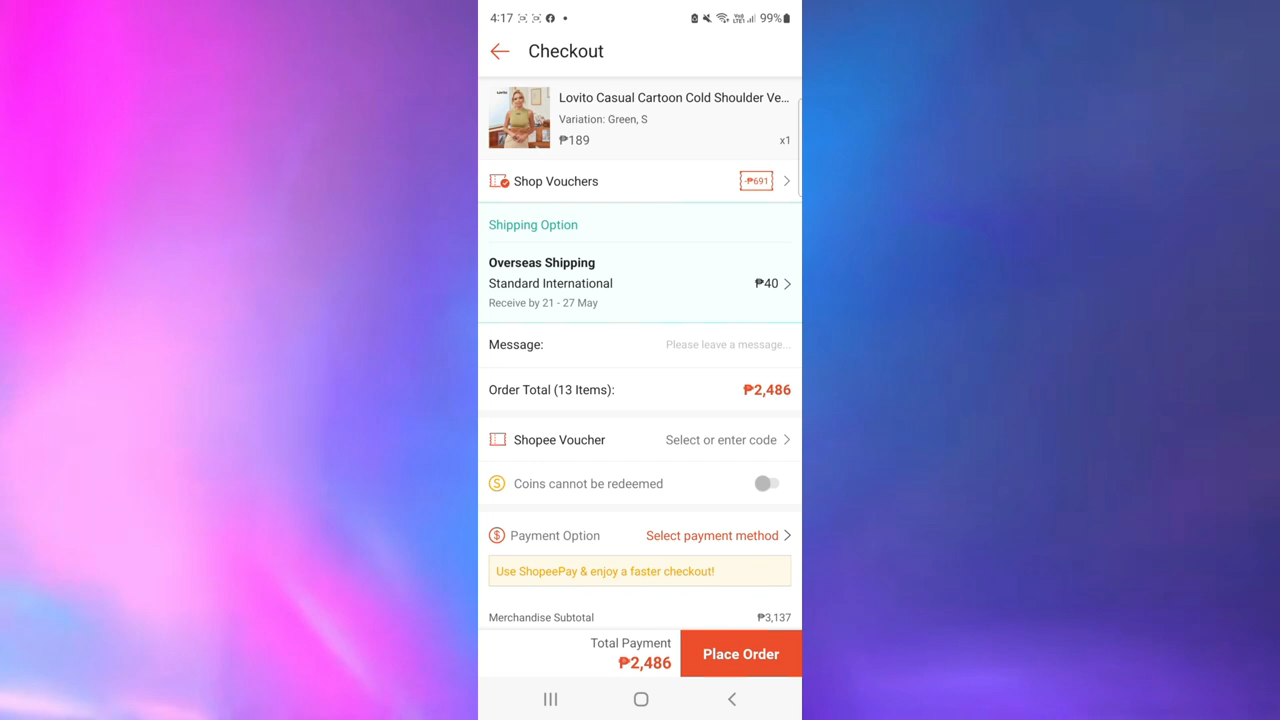 4:17
99%
Checkout
Lovito
Lovito Casual Cartoon Cold Shoulder Ve...
Variation: Green, S
₱189
x1
Shop Vouchers
-₱691
Shipping Option
Overseas Shipping
Standard International
₱40
Receive by 21 - 27 May
Message:
Please leave a message...
Order Total (13 Items):
₱2,486
Shopee Voucher
Select or enter code
Coins cannot be redeemed
Payment Option
Select payment method
Use ShopeePay & enjoy a faster checkout!
Merchandise Subtotal
₱3,137
Total Payment
₱2,486
Place Order